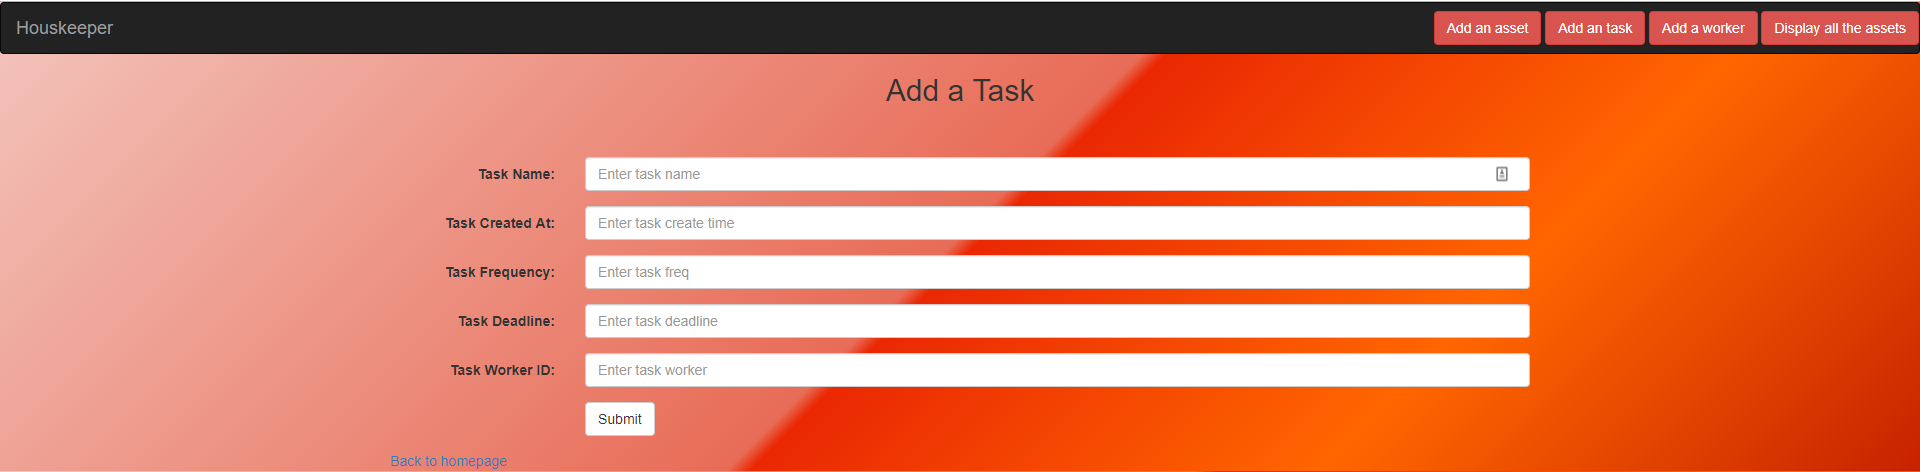 Houskeeper
Add an asset
Add an task
Add a worker
Display all the assets
Add a Task
Task Name:
Enter task name
Task Created At:
Enter task create time
Task Frequency:
Enter task freq
Task Deadline:
Enter task deadline
Task Worker ID:
Enter task worker
Submit
Back to homepage